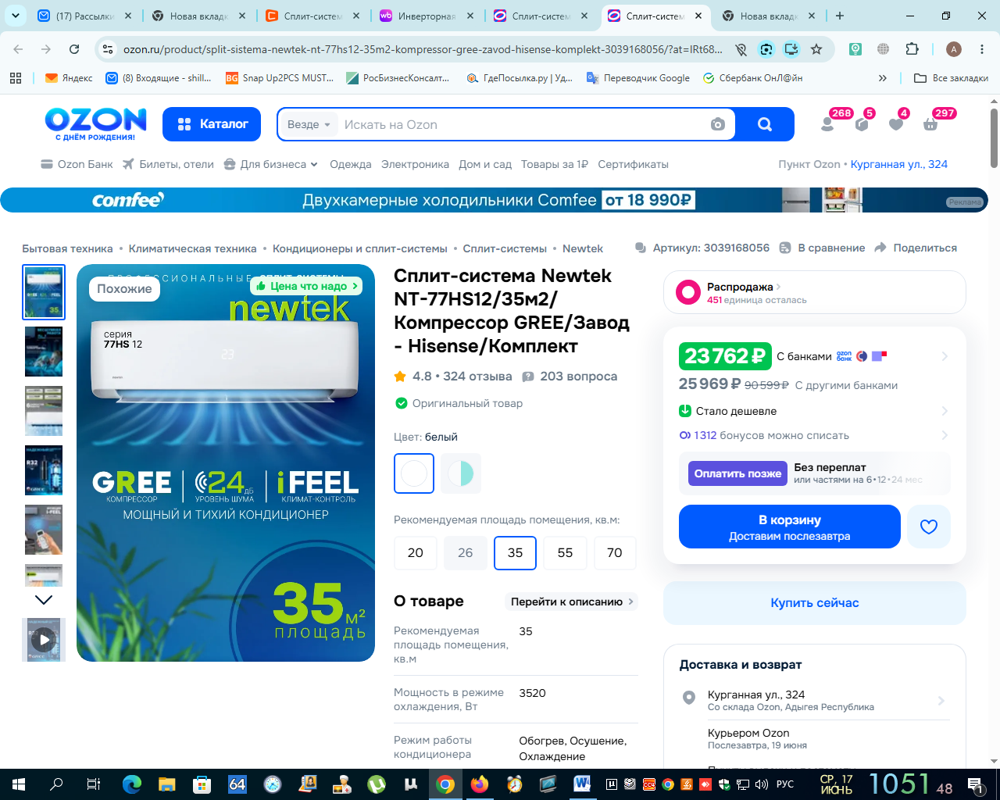 (17) Рассылки
Новая вкладк
Сплит-систем
Инверторная
Сплит-систем
Сплит-систем
Новая вкладк
ozon.ru/product/split-sistema-newtek-nt-77hs12-35m2-kompressor-gree-zavod-hisense-komplekt-3039168056/?at=IRt68...
A
Яндекс
(8) Входящие - shill...
Snap Up2PCS MUST...
РосБизнесКонсалт...
ГдеПосылка.ру | Уд...
Переводчик Google
Сбербанк ОнЛ@йн
Все закладки
OZON
С ДНЁМ РОЖДЕНИЯ!
Каталог
Везде
Искать на Ozon
268
5
4
297
Ozon Банк
Билеты, отели
Для бизнеса
Одежда
Электроника
Дом и сад
Товары за 1₽
Сертификаты
Пункт Ozon • Курганная ул., 324
comfee'
Двухкамерные холодильники Comfee от 18 990₽
Реклама
Бытовая техника • Климатическая техника • Кондиционеры и сплит-системы • Сплит-системы • Newtek
Артикул: 3039168056
В сравнение
Поделиться
ПРОФЕССИОНАЛЬНЫЕ СПЛИТ-СИСТЕМЫ
Похожие
Цена что надо
newtek
серия
77HS 12
23
GREE
КОМПРЕССОР
24 дБ
УРОВЕНЬ ШУМА
i FEEL
КЛИМАТ-КОНТРОЛЬ
МОЩНЫЙ И ТИХИЙ КОНДИЦИОНЕР
35 м²
ПЛОЩАДЬ
Сплит-система Newtek
NT-77HS12/35м2/
Компрессор GREE/Завод
- Hisense/Комплект
4.8 • 324 отзыва
203 вопроса
Оригинальный товар
Цвет: белый
Рекомендуемая площадь помещения, кв.м:
20
26
35
55
70
О товаре
Перейти к описанию
Рекомендуемая площадь помещения, кв.м
35
Мощность в режиме охлаждения, Вт
3520
Режим работы кондиционера
Обогрев, Осушение, Охлаждение
Распродажа
451 единица осталась
23 762 ₽
С банками
25 969 ₽ 90 599 ₽ С другими банками
Стало дешевле
1 312 бонусов можно списать
Оплатить позже
Без переплат
или частями на 6 • 12 • 24 мес
В корзину
Доставим послезавтра
Купить сейчас
Доставка и возврат
Курганная ул., 324
Со склада Ozon, Адыгея Республика
Курьером Ozon
Послезавтра, 19 июня
64
РУС
СР, 17
ИЮНЬ
1051 48
1